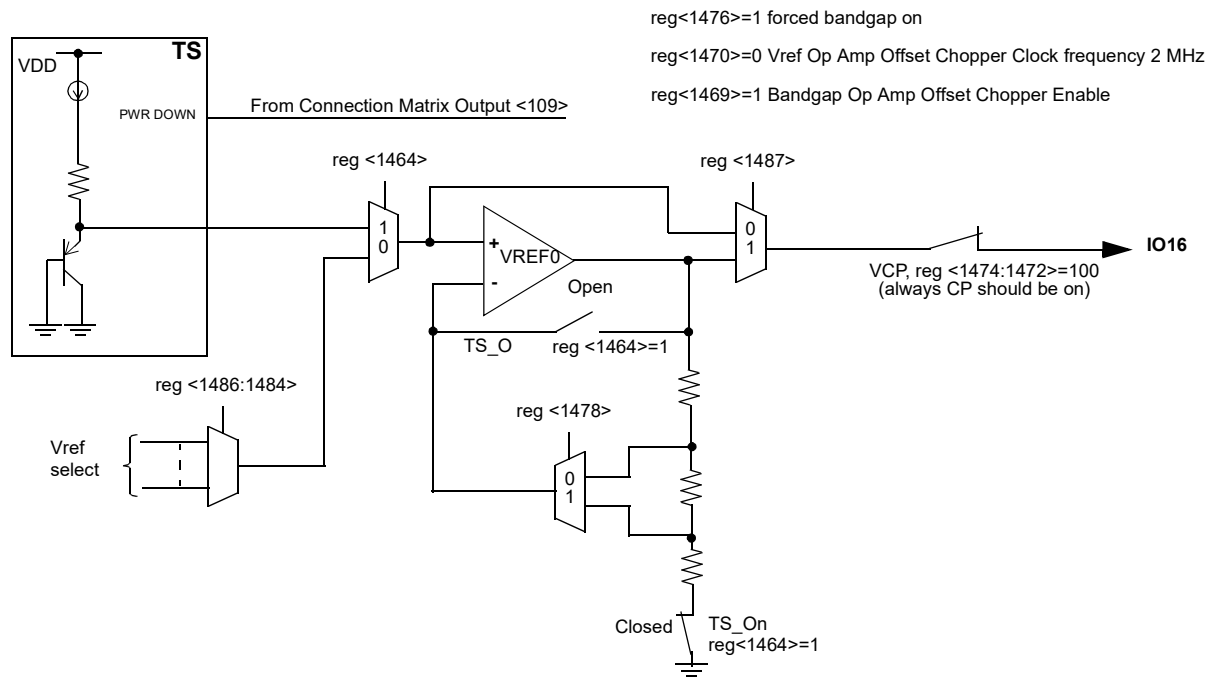 reg<1476>=1 forced bandgap on
reg<1470>=0 Vref Op Amp Offset Chopper Clock frequency 2 MHz
reg<1469>=1 Bandgap Op Amp Offset Chopper Enable
TS
VDD
PWR DOWN
From Connection Matrix Output <109>
reg <1464>
1
0
reg <1487>
0
1
+
VREF0
-
Open
TS_O
reg <1464>=1
IO16
VCP, reg <1474:1472>=100
(always CP should be on)
reg <1486:1484>
Vref
select
reg <1478>
0
1
Closed
TS_On
reg<1464>=1